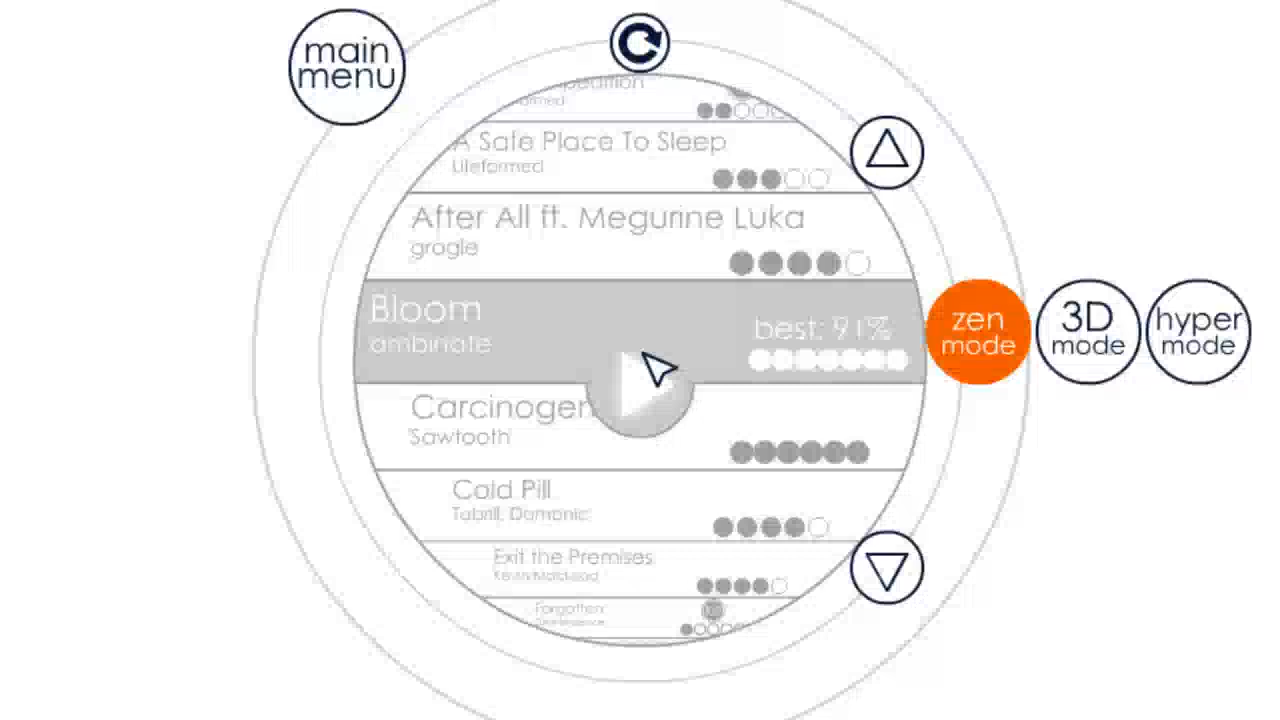 main
menu
A Safe Place To Sleep
Lifeformed
After All ft. Megurine Luka
grogle
Bloom
ambinate
best: 91%
zen
mode
3D
mode
hyper
mode
Carcinogen
Sawtooth
Cold Pill
Exit the Premises
Forgotten